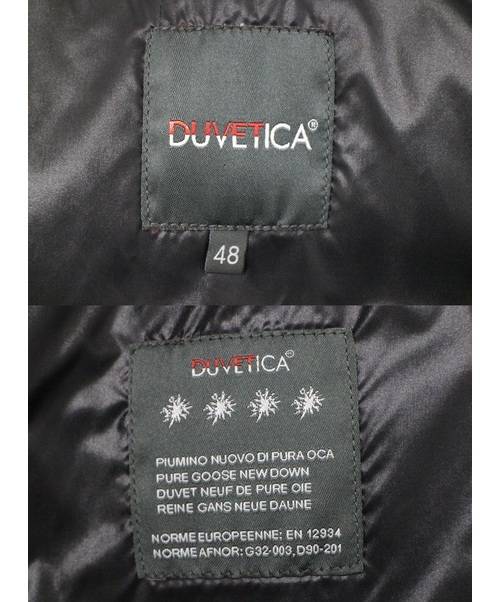 DUVETICA®
48
DUVETICA®
PIUMINO NUOVO DI PURA OCA
PURE GOOSE NEW DOWN
DUVET NEUF DE PURE OIE
REINE GANS NEUE DAUNE
NORME EUROPEENNE: EN 12934
NORME AFNOR: G32-003, D90-201